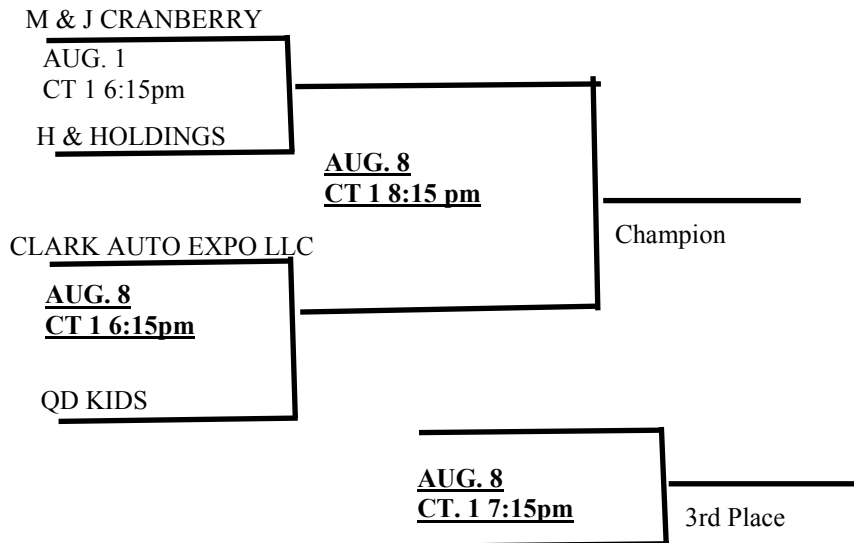 M & J CRANBERRY
AUG. 1
CT 1 6:15pm
H & HOLDINGS
AUG. 8
CT 1 8:15 pm
Champion
CLARK AUTO EXPO LLC
AUG. 8
CT 1 6:15pm
QD KIDS
AUG. 8
CT. 1 7:15pm
3rd Place